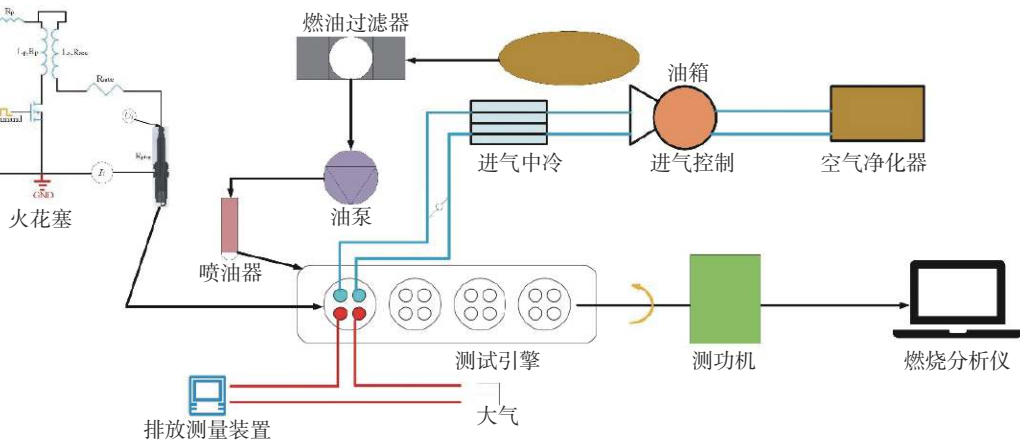 燃油过滤器
油箱
进气中冷
进气控制
空气净化器
GND
火花塞
油泵
喷油器
测试引擎
测功机
燃烧分析仪
大气
排放测量装置